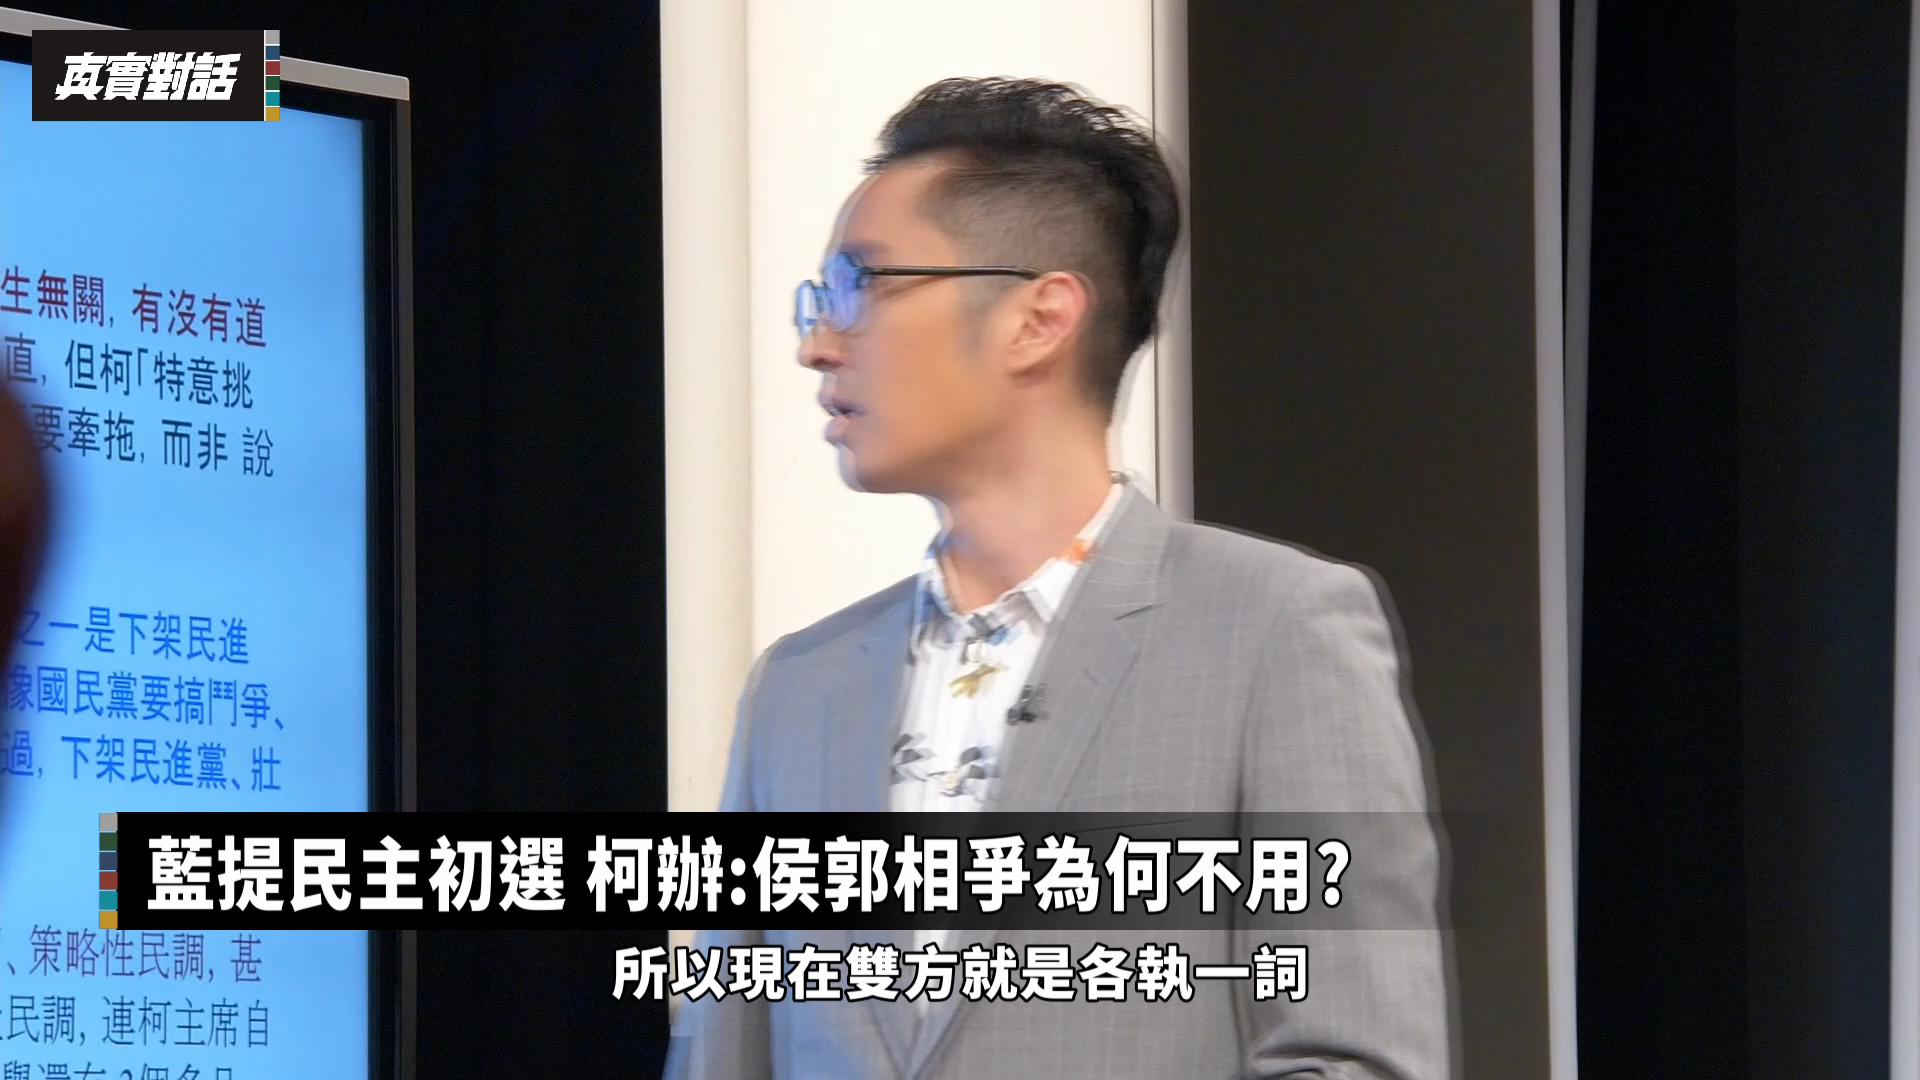 真實對話
生無關, 有沒有道
直, 但柯「特意挑
要牽拖, 而非 說
之一是下架民進
像國民黨要搞鬥爭、
過, 下架民進黨、壯
藍提民主初選 柯辦:侯郭相爭為何不用?
、策略性民調, 甚
所以現在雙方就是各執一詞
民調, 連柯主席自